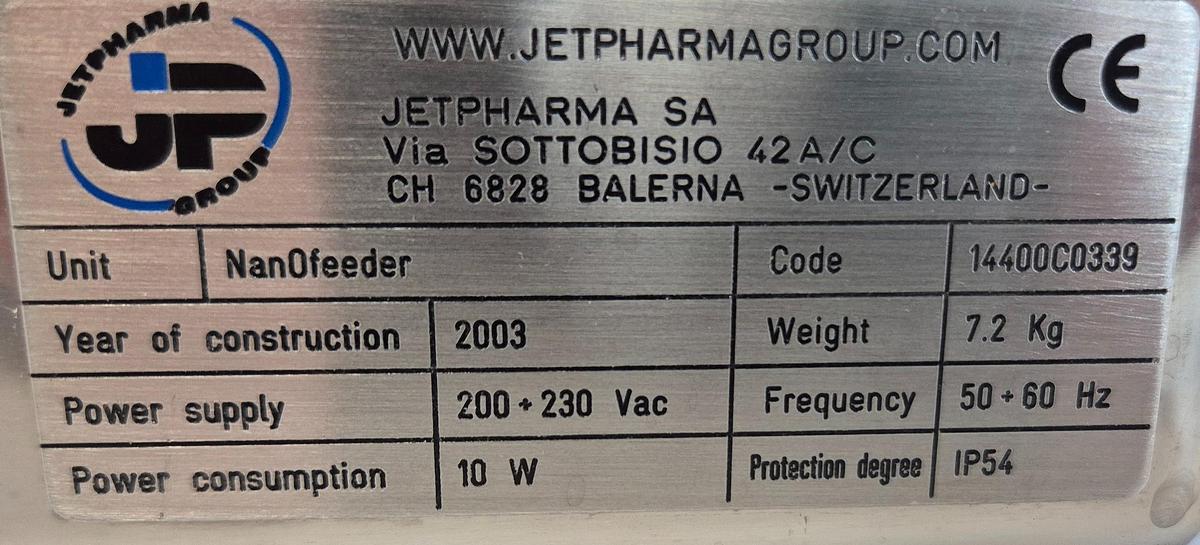 JETPHARMA
JP
GROUP
WWW.JETPHARMAGROUP.COM
CE
JETPHARMA SA
Via SOTTOBISIO 42A/C
CH 6828 BALERNA -SWITZERLAND-
Unit NanOfeeder Code 14400C0339
Year of construction 2003 Weight 7.2 Kg
Power supply 200÷230 Vac Frequency 50÷60 Hz
Power consumption 10 W Protection degree IP54